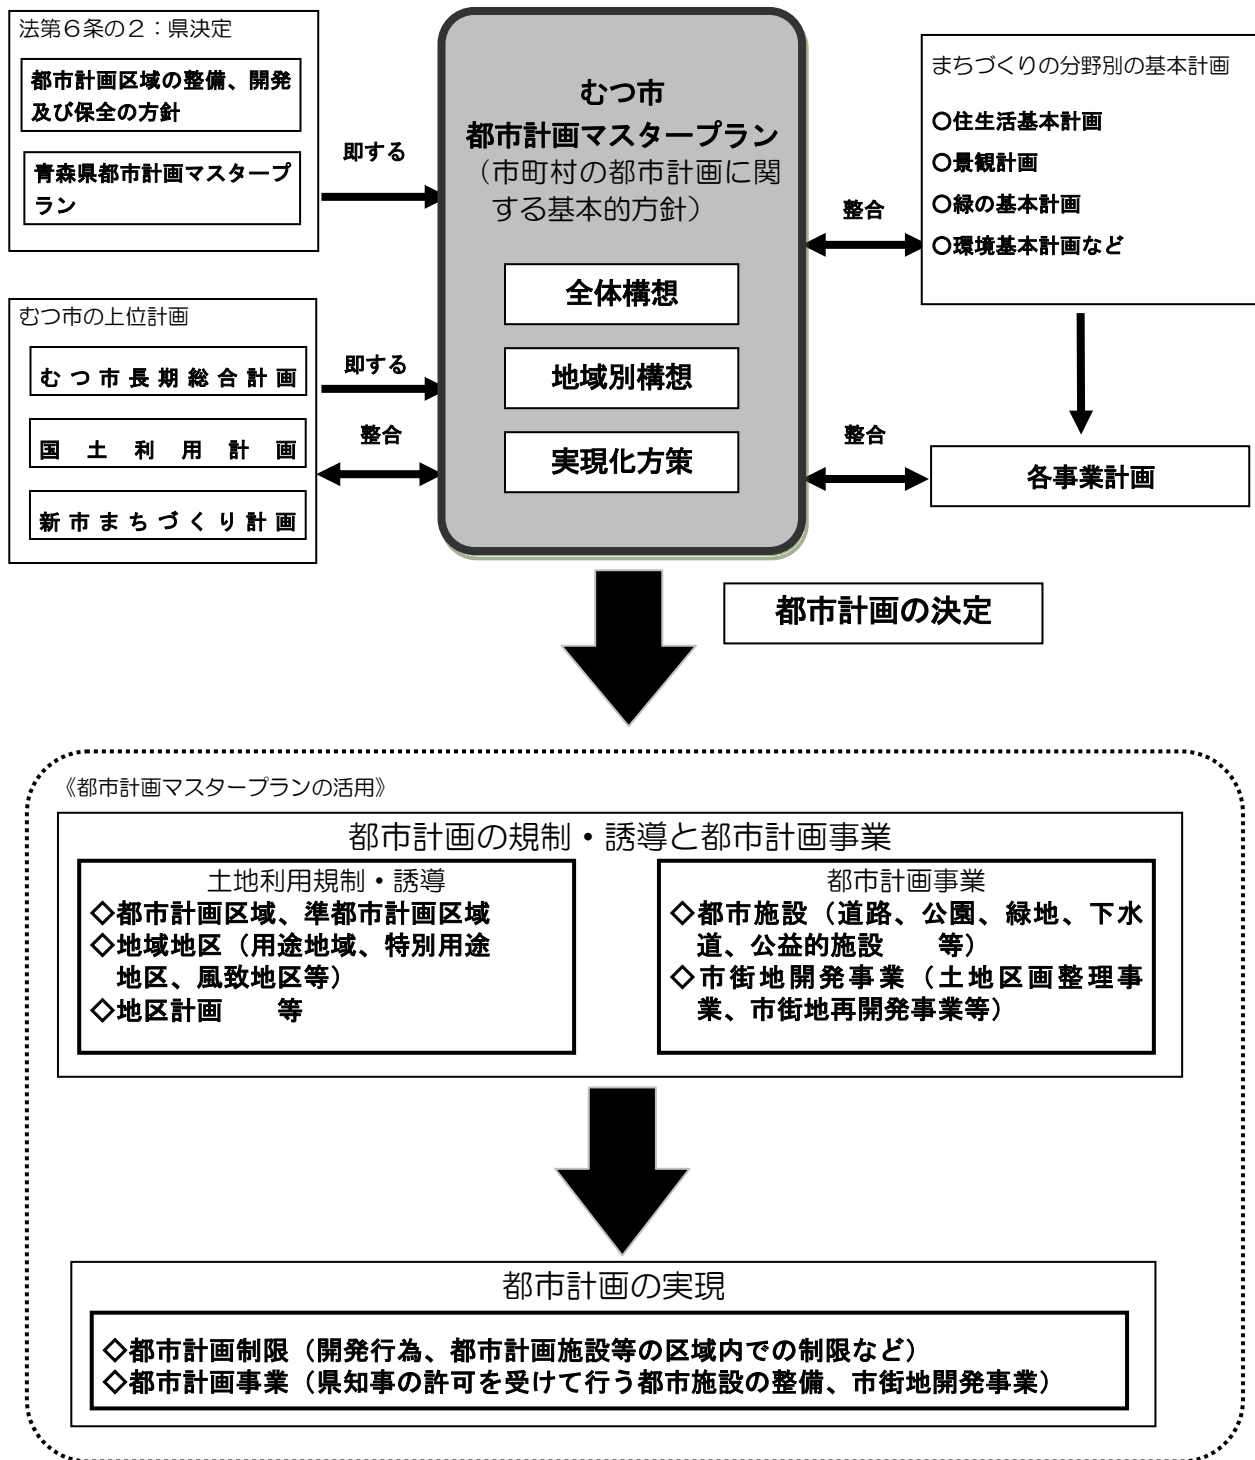 法第6条の2:県決定
都市計画区域の整備、開発
及び保全の方針
青森県都市計画マスタープ
ラン
即する
むつ市
都市計画マスタープラン
(市町村の都市計画に関
する基本的方針)
全体構想
地域別構想
実現化方策
まちづくりの分野別の基本計画
○住生活基本計画
○景観計画
○緑の基本計画
○環境基本計画など
整合
むつ市の上位計画
むつ市長期総合計画
国土利用計画
新市まちづくり計画
即する
整合
整合
各事業計画
都市計画の決定
《都市計画マスタープランの活用》
都市計画の規制・誘導と都市計画事業
土地利用規制・誘導
◇都市計画区域、準都市計画区域
◇地域地区(用途地域、特別用途
地区、風致地区等)
◇地区計画 等
都市計画事業
◇都市施設(道路、公園、緑地、下水
道、公益的施設 等)
◇市街地開発事業(土地区画整理事
業、市街地再開発事業等)
都市計画の実現
◇都市計画制限(開発行為、都市計画施設等の区域内での制限など)
◇都市計画事業(県知事の許可を受けて行う都市施設の整備、市街地開発事業)